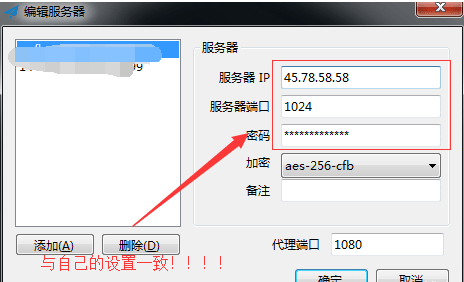 编辑服务器
服务器
服务器 IP 45.78.58.58
服务器端口 1024
密码 *************
加密 aes-256-cfb
备注
添加(A) 删除(D)
代理端口 1080
与自己的设置一致！！！！
确定 取消